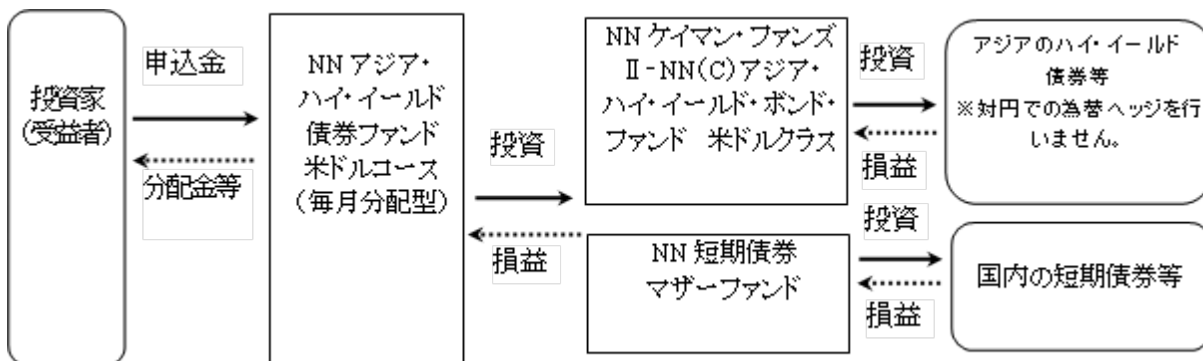 投資家
(受益者)
申込金
分配金等
NN アジア・
ハイ・イールド
債券ファンド
米ドルコース
(毎月分配型)
投資
損益
NN ケイマン・ファンズ
Ⅱ-NN(C)アジア・
ハイ・イールド・ボンド・
ファンド 米ドルクラス
NN 短期債券
マザーファンド
投資
損益
アジアのハイ・イールド
債券等
※対円での為替ヘッジを行
いません。
投資
損益
国内の短期債券等